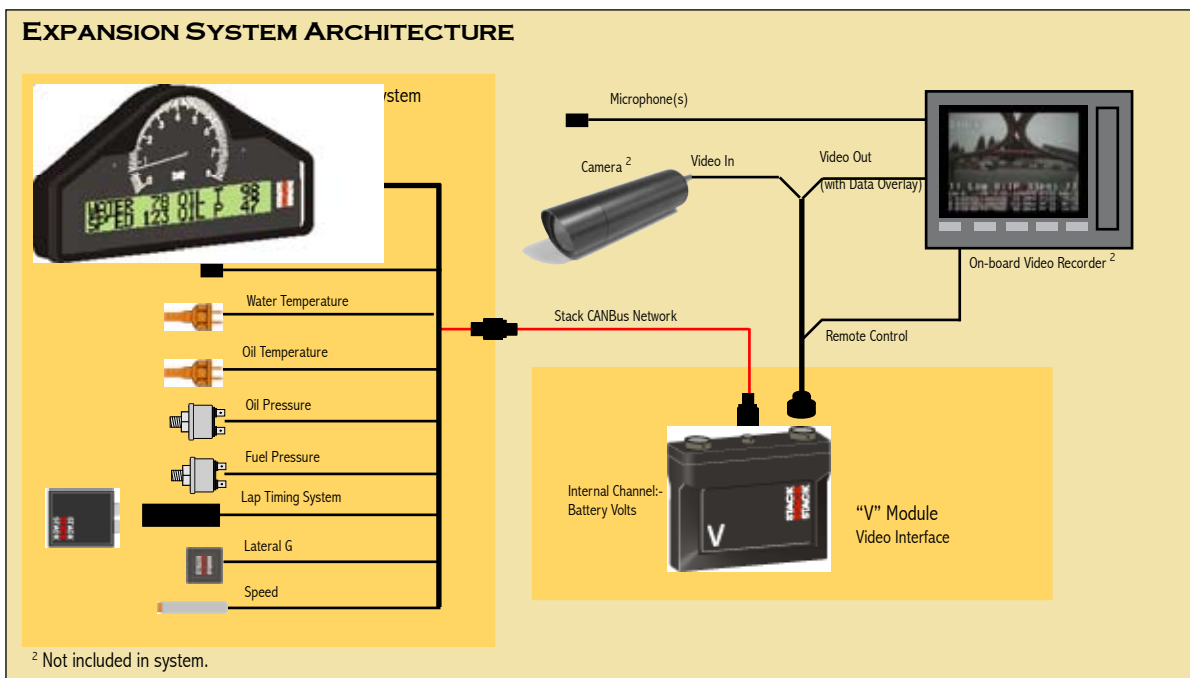 EXPANSION SYSTEM ARCHITECTURE
Microphone(s)
Camera 2
Video In
Video Out
(with Data Overlay)
On-board Video Recorder 2
WATER 78 OIL T 98
123 OIL P 47
Water Temperature
Stack CANBus Network
Remote Control
Oil Temperature
Oil Pressure
Fuel Pressure
Lap Timing System
Lateral G
Speed
Internal Channel:-
Battery Volts
V
STACK
STACK
“V” Module
Video Interface
2 Not included in system.